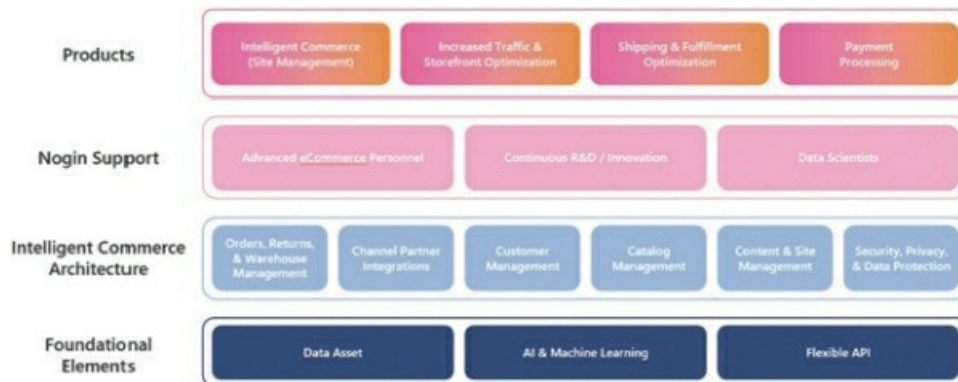 Products
Intelligent Commerce
(Site Management)
Increased Traffic &
Storefront Optimization
Shipping & Fulfillment
Optimization
Payment
Processing
Nogin Support
Advanced eCommerce Personnel
Continuous R&D / Innovation
Data Scientists
Intelligent Commerce
Architecture
Orders, Returns,
& Warehouse
Management
Channel Partner
Integrations
Customer
Management
Catalog
Management
Content & Site
Management
Security, Privacy,
& Data Protection
Foundational
Elements
Data Asset
AI & Machine Learning
Flexible API